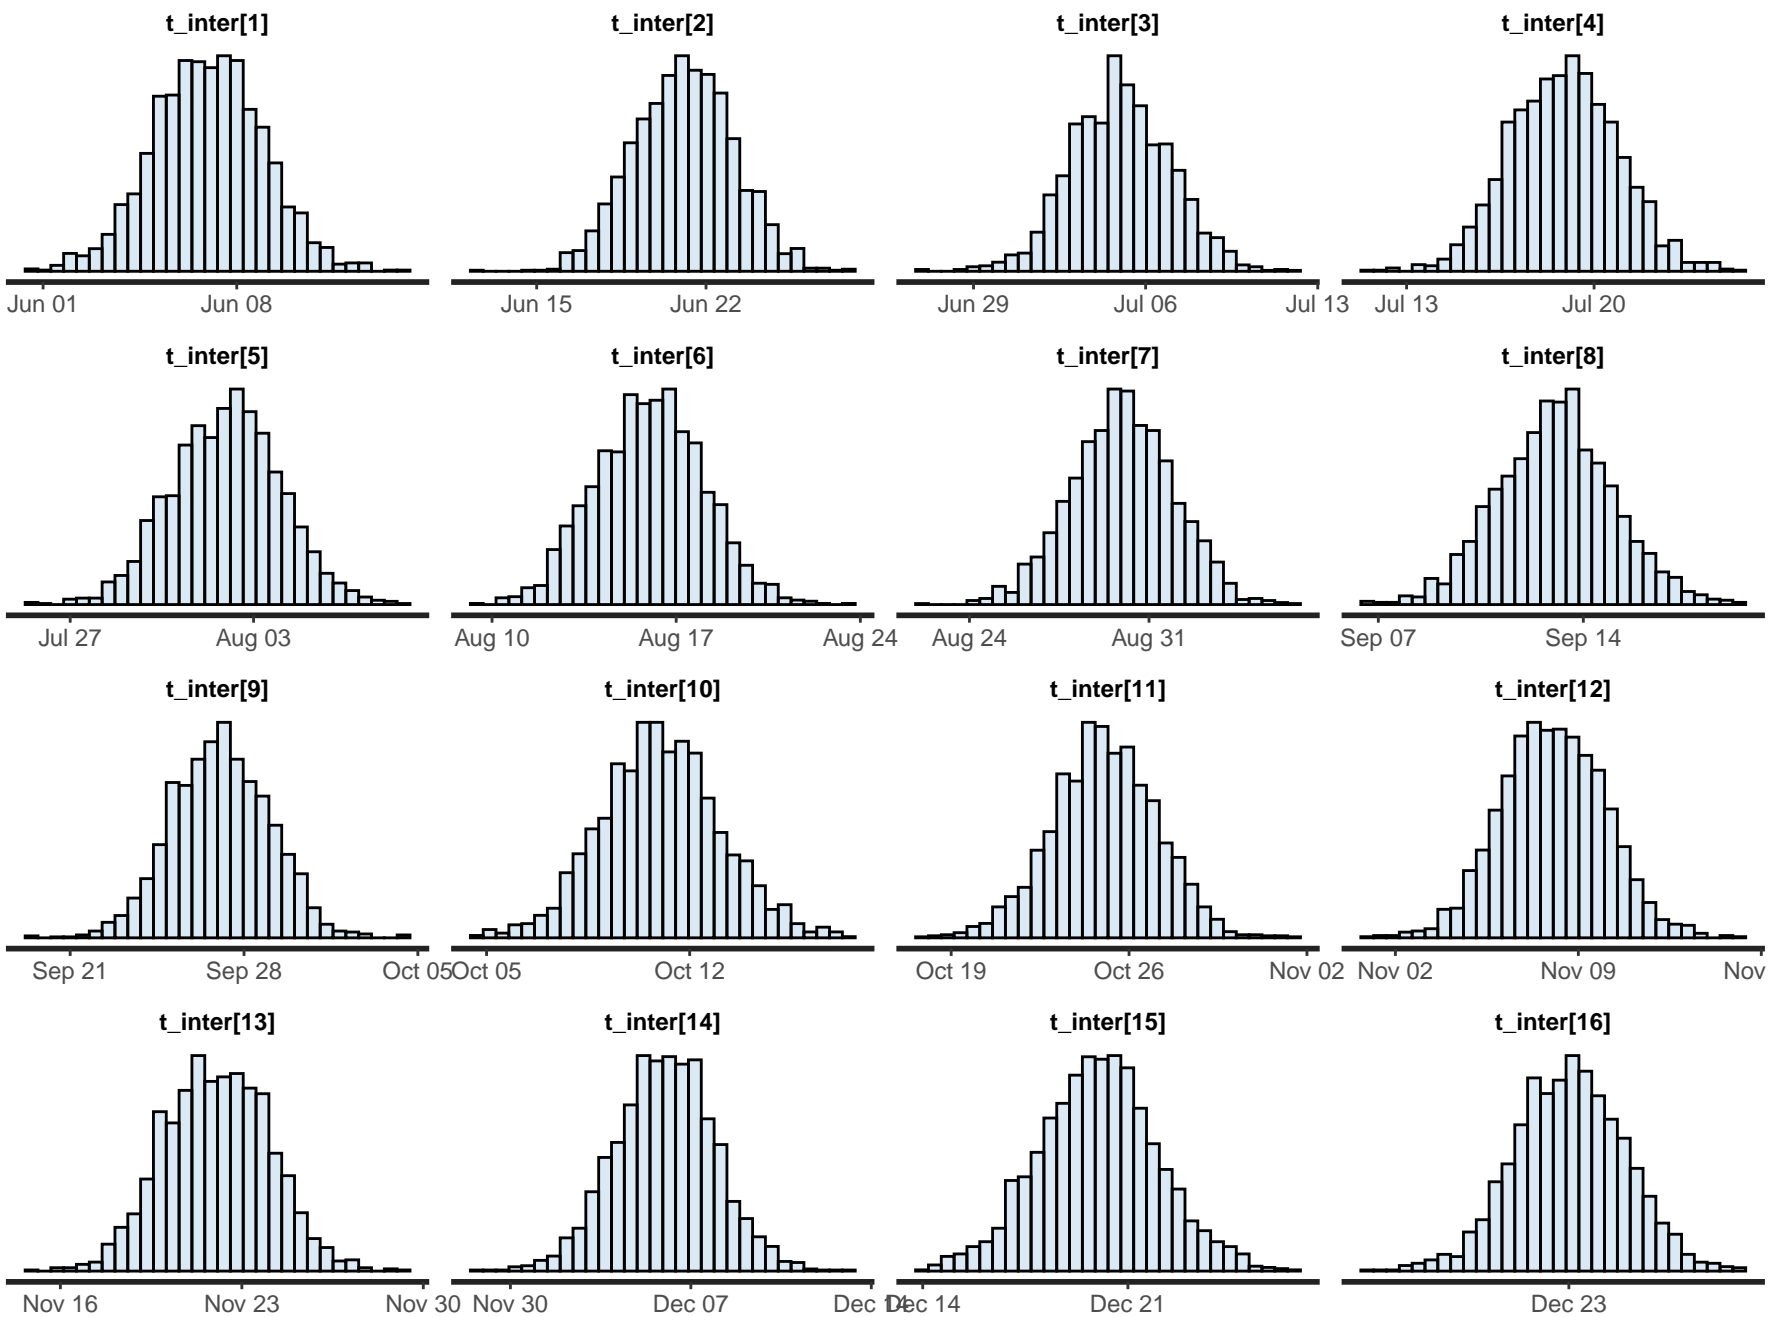 t_inter[1] t_inter[2] t_inter[3] t_inter[4]
Jun 01 Jun 08 Jun 15 Jun 22 Jun 29 Jul 06 Jul 13 Jul 13 Jul 20
t_inter[5] t_inter[6] t_inter[7] t_inter[8]
Jul 27 Aug 03 Aug 10 Aug 17 Aug 24 Aug 24 Aug 31 Sep 07 Sep 14
t_inter[9] t_inter[10] t_inter[11] t_inter[12]
Sep 21 Sep 28 Oct 05 Oct 05 Oct 12 Oct 19 Oct 26 Nov 02 Nov 02 Nov 09 Nov
t_inter[13] t_inter[14] t_inter[15] t_inter[16]
Nov 16 Nov 23 Nov 30 Nov 30 Dec 07 Dec 14 Dec 14 Dec 21 Dec 23